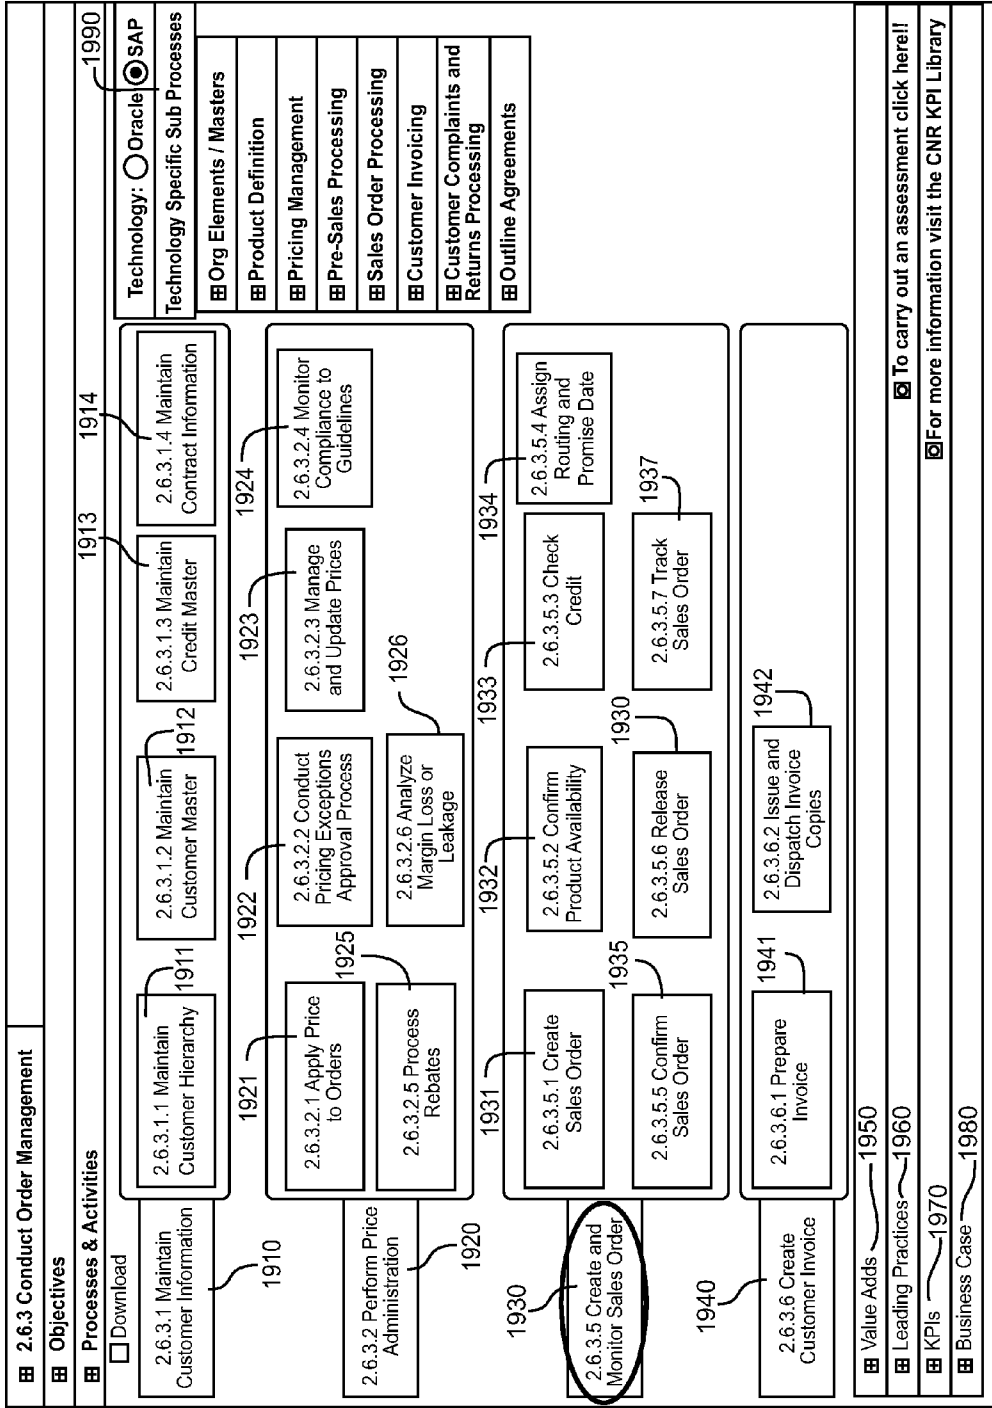 2.6.3 Conduct Order Management
Objectives
Processes & Activities
Download
Technology: Oracle SAP
1990
Technology Specific Sub Processes
Org Elements / Masters
Product Definition
Pricing Management
Pre-Sales Processing
Sales Order Processing
Customer Invoicing
Customer Complaints and
Returns Processing
Outline Agreements
2.6.3.1 Maintain
Customer Information
1910
2.6.3.1.1 Maintain
Customer Hierarchy
1911
2.6.3.1.2 Maintain
Customer Master
1912
2.6.3.1.3 Maintain
Credit Master
1913
2.6.3.1.4 Maintain
Contract Information
1914
2.6.3.2 Perform Price
Administration
1920
1921
2.6.3.2.1 Apply Price
to Orders
1922
2.6.3.2.2 Conduct
Pricing Exceptions
Approval Process
1923
2.6.3.2.3 Manage
and Update Prices
1924
2.6.3.2.4 Monitor
Compliance to
Guidelines
1925
2.6.3.2.5 Process
Rebates
1926
2.6.3.2.6 Analyze
Margin Loss or
Leakage
1930
2.6.3.5 Create and
Monitor Sales Order
1931
2.6.3.5.1 Create
Sales Order
1932
2.6.3.5.2 Confirm
Product Availability
1933
2.6.3.5.3 Check
Credit
1934
2.6.3.5.4 Assign
Routing and
Promise Date
1935
2.6.3.5.5 Confirm
Sales Order
1930
2.6.3.5.6 Release
Sales Order
1937
2.6.3.5.7 Track
Sales Order
1940
2.6.3.6 Create
Customer Invoice
1941
2.6.3.6.1 Prepare
Invoice
1942
2.6.3.6.2 Issue and
Dispatch Invoice
Copies
Value Adds 1950
Leading Practices 1960
To carry out an assessment click here!!
KPIs 1970
For more information visit the CNR KPI Library
Business Case 1980